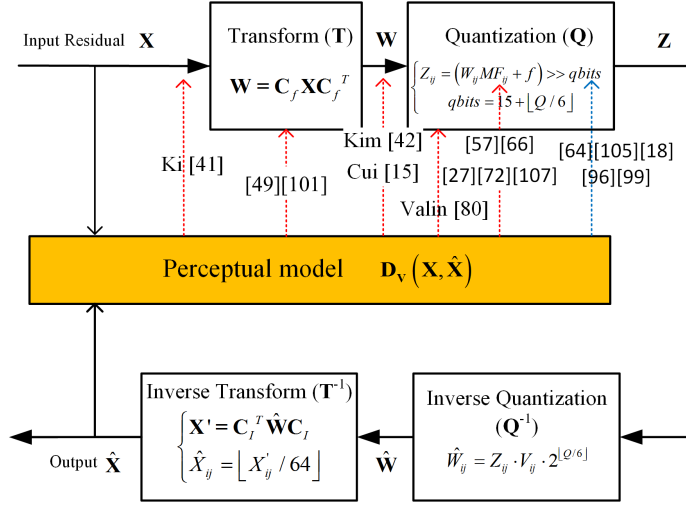 Input Residual X
Transform (T)
W = C_f XC_f^T
W
Quantization (Q)
{ Z_ij = (W_ij MF_ij + f) >> qbits
qbits = 15 + ⌊Q / 6⌋
Z
Ki [41]
[49][101]
Kim [42]
Cui [15]
Valin [80]
[57][66]
[27][72][107]
[64][105][18]
[96][99]
Perceptual model D_v (X, X̂)
Inverse Transform (T⁻¹)
{ X' = C_I^T ŴC_I
X̂_ij = ⌊ X'_ij / 64 ⌋
Output X̂
Ŵ
Inverse Quantization
(Q⁻¹)
Ŵ_ij = Z_ij · V_ij · 2^⌊Q/6⌋